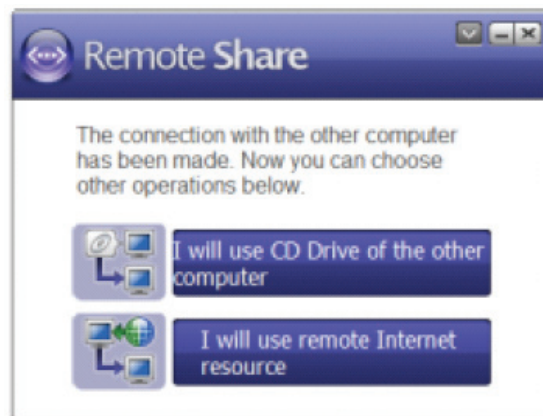 Remote Share
The connection with the other computer
has been made. Now you can choose
other operations below.
I will use CD Drive of the other
computer
I will use remote Internet
resource